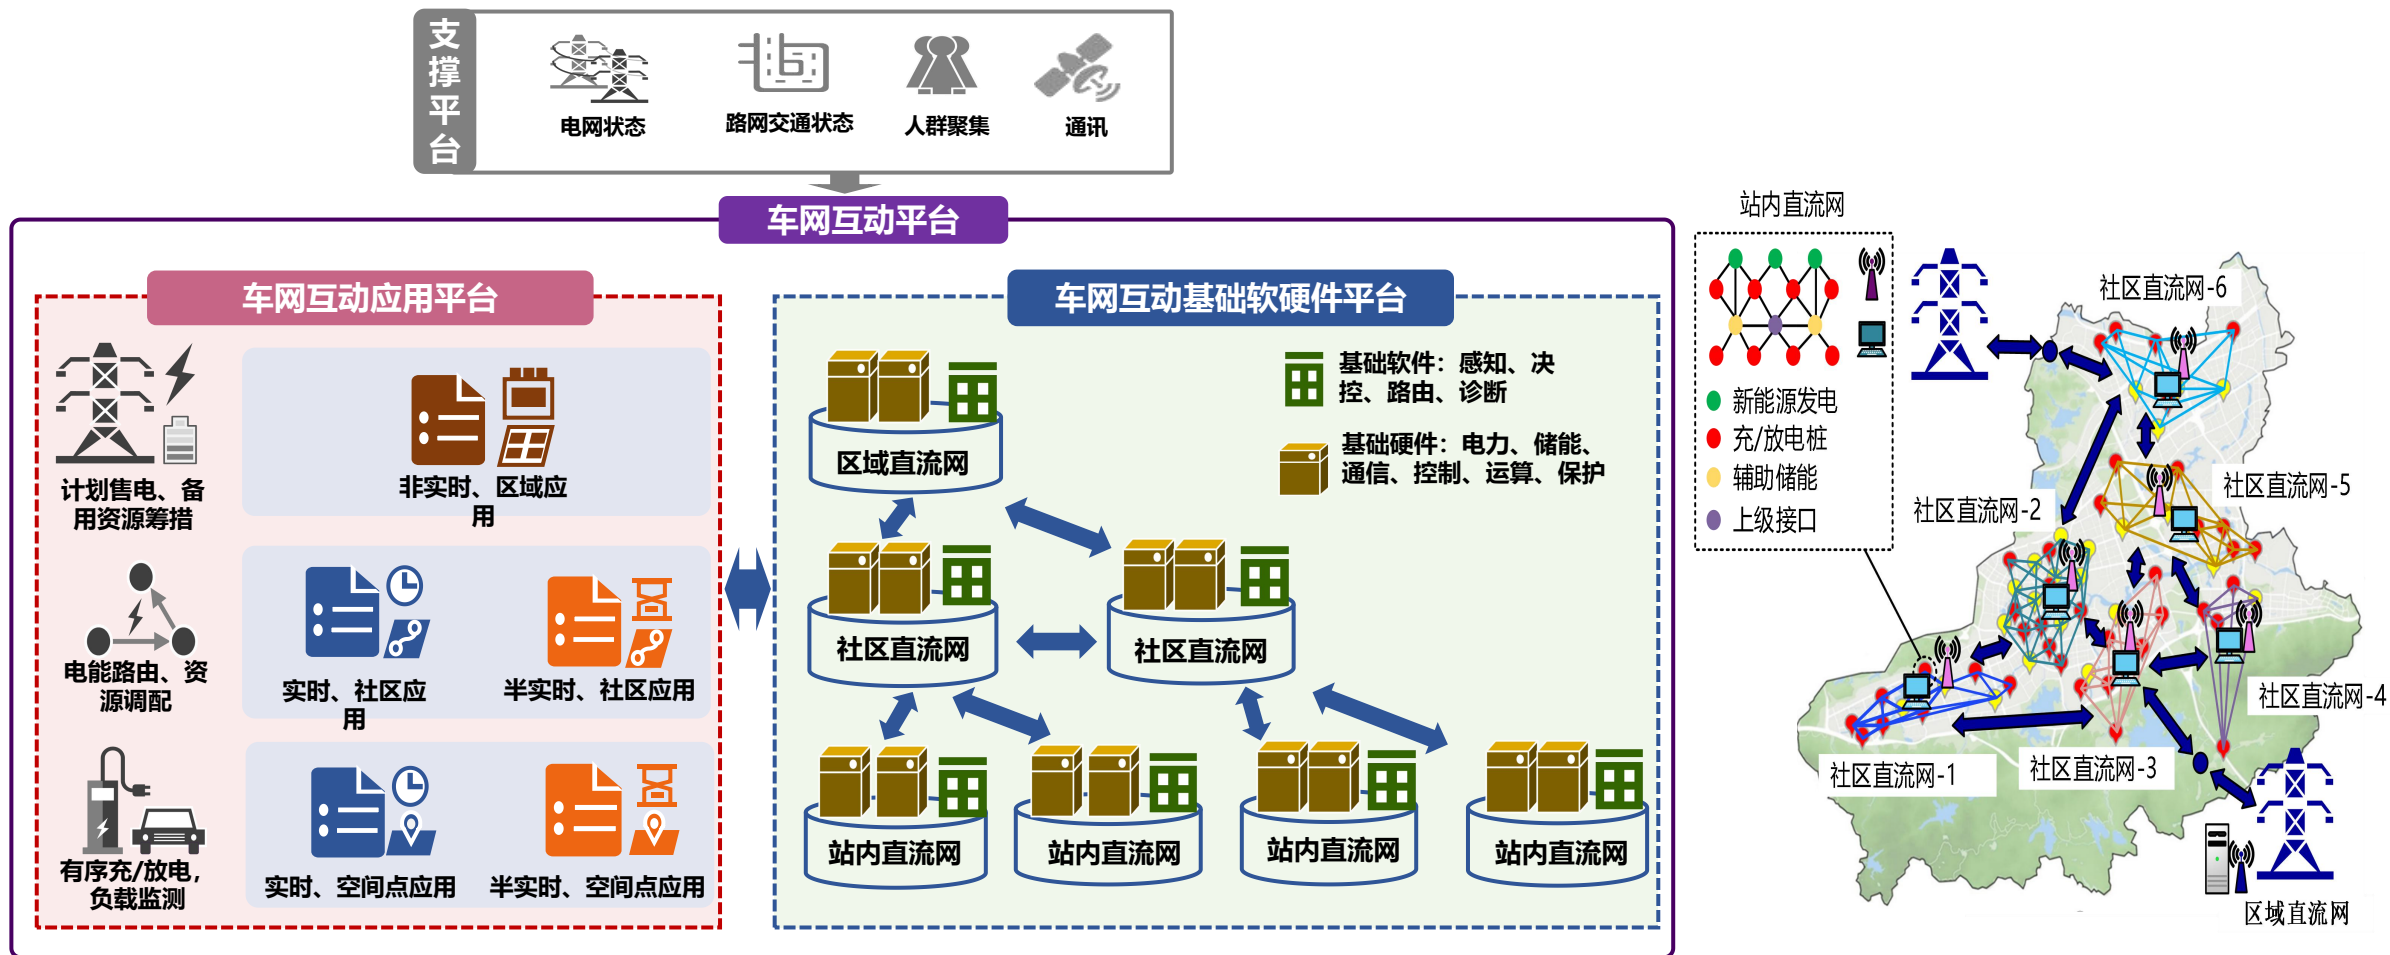 支撑平台
电网状态
路网交通状态
人群聚集
通讯
车网互动平台
车网互动应用平台
计划售电、备
用资源筹措
非实时、区域应
用
电能路由、资
源调配
实时、社区应
用
半实时、社区应用
有序充/放电，
负载监测
实时、空间点应用
半实时、空间点应用
车网互动基础软硬件平台
基础软件：感知、决
控、路由、诊断
基础硬件：电力、储能、
通信、控制、运算、保护
区域直流网
社区直流网
社区直流网
站内直流网
站内直流网
站内直流网
站内直流网
站内直流网
新能源发电
充/放电桩
辅助储能
上级接口
社区直流网-6
社区直流网-5
社区直流网-2
社区直流网-4
社区直流网-3
社区直流网-1
区域直流网